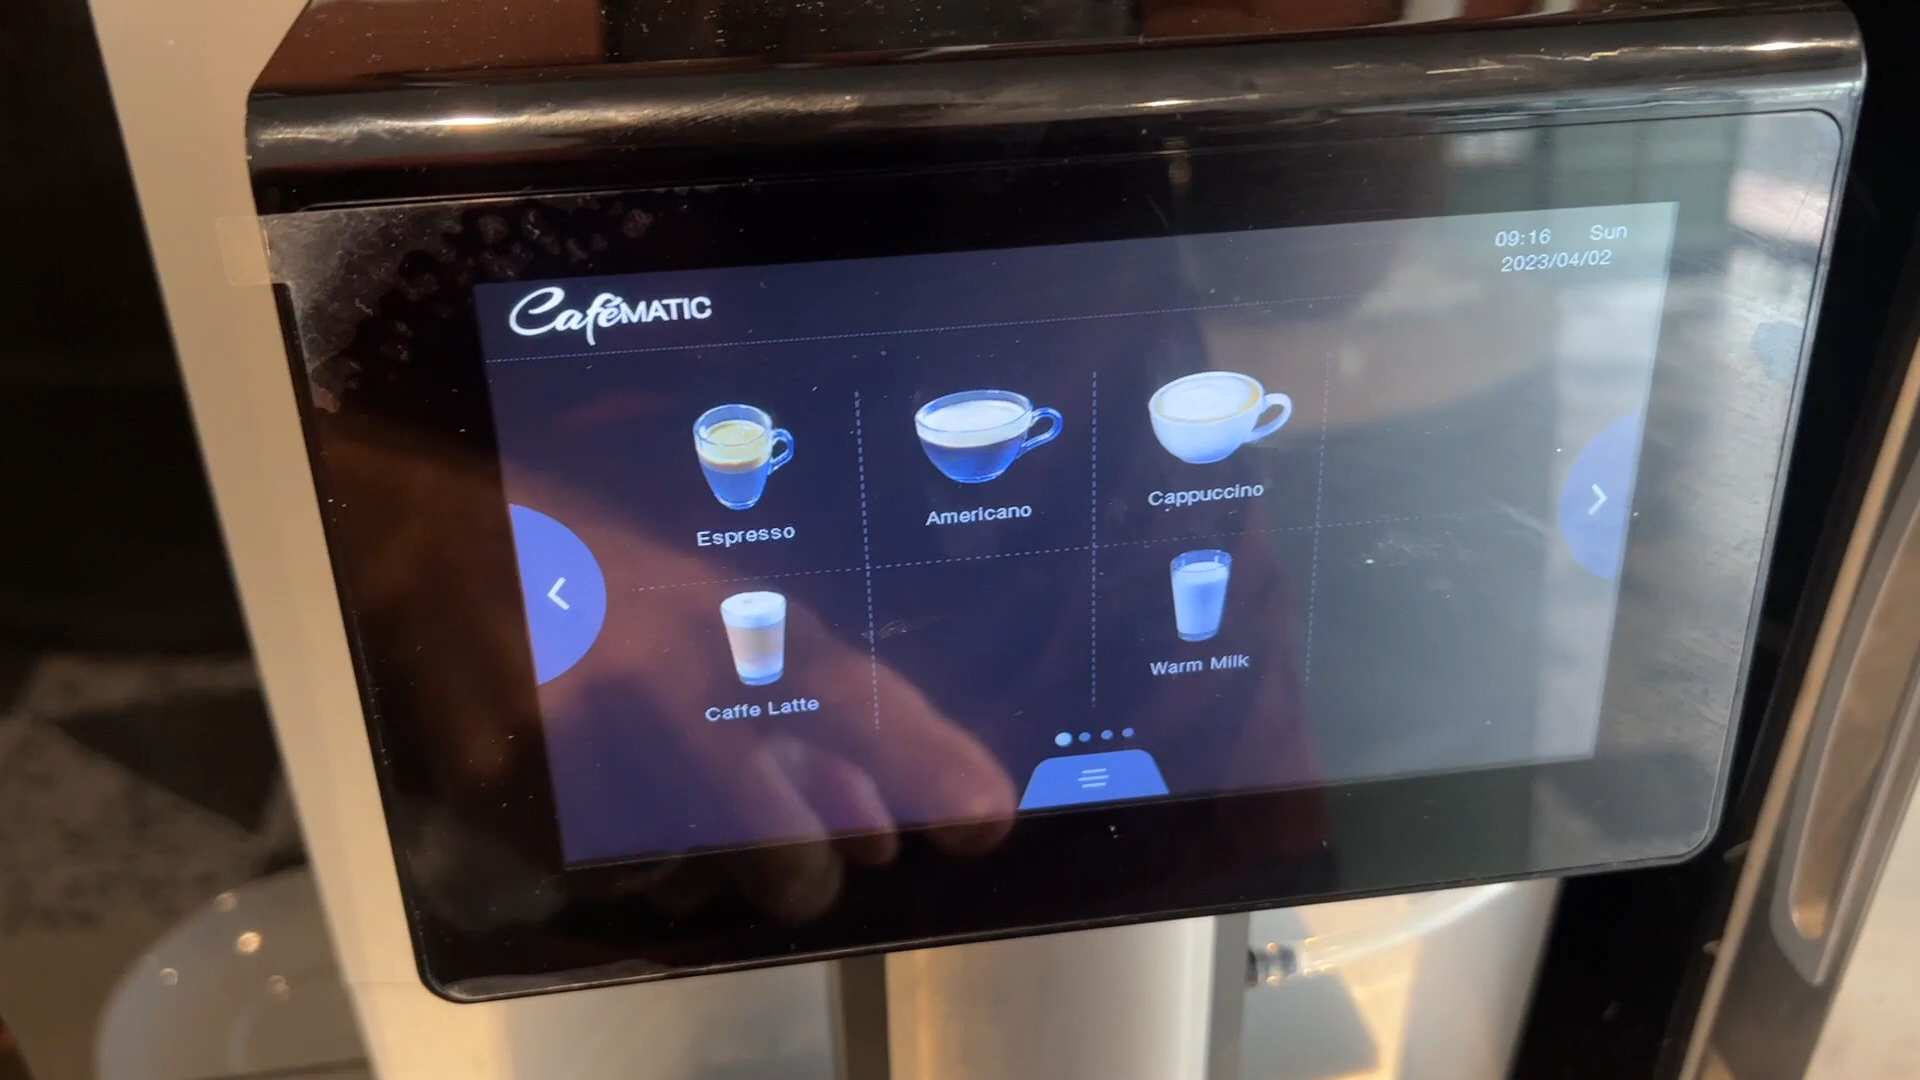 09:16 Sun
2023/04/02
CaféMATIC
Espresso
Americano
Cappuccino
Caffe Latte
Warm Milk